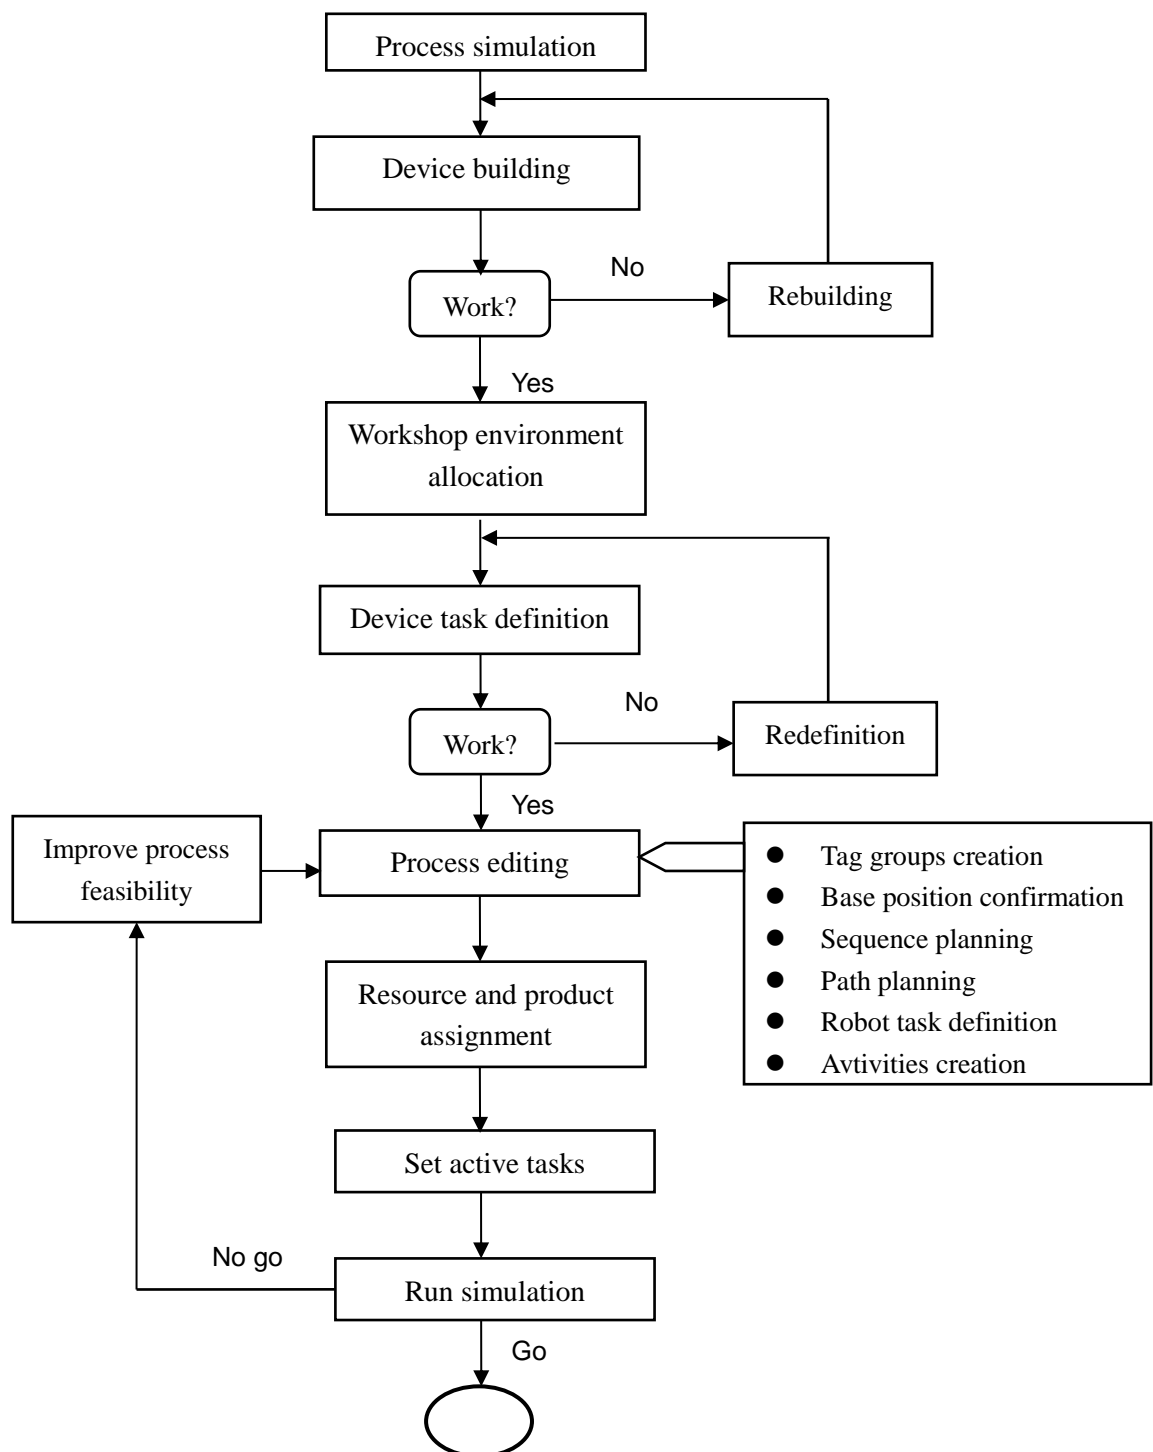 Process simulation
Device building
No
Work?
Rebuilding
Yes
Workshop environment
allocation
Device task definition
No
Work?
Redefinition
Yes
Improve process
feasibility
Process editing
● Tag groups creation
● Base position confirmation
● Sequence planning
● Path planning
● Robot task definition
● Avtivities creation
Resource and product
assignment
Set active tasks
No go
Run simulation
Go